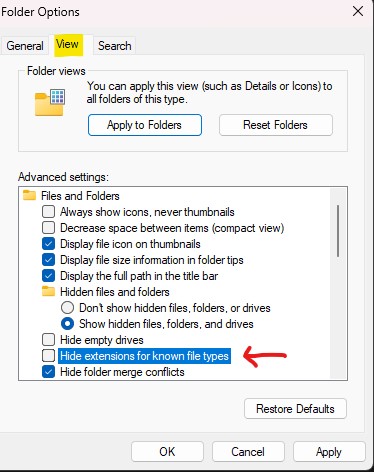 Folder Options
General
View
Search
Folder views
You can apply this view (such as Details or Icons) to
all folders of this type.
Apply to Folders
Reset Folders
Advanced settings:
Files and Folders
Always show icons, never thumbnails
Decrease space between items (compact view)
Display file icon on thumbnails
Display file size information in folder tips
Display the full path in the title bar
Hidden files and folders
Don't show hidden files, folders, or drives
Show hidden files, folders, and drives
Hide empty drives
Hide extensions for known file types
Hide folder merge conflicts
Restore Defaults
OK
Cancel
Apply